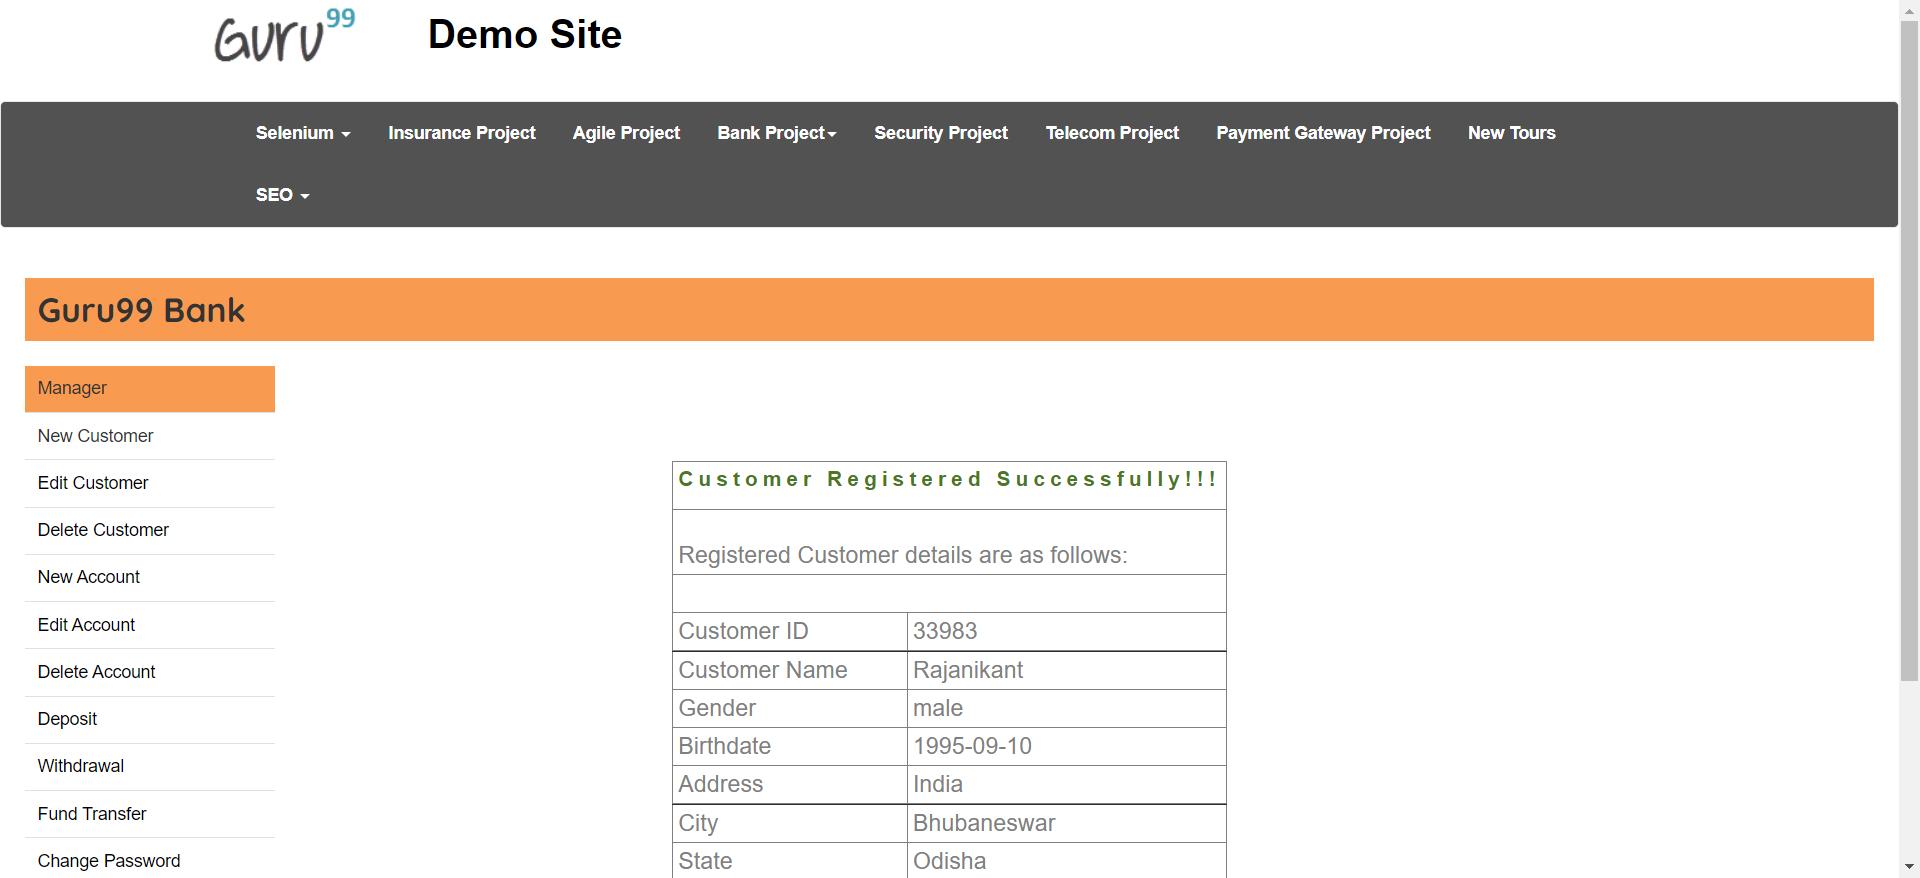 Guru99 Demo Site
Selenium Insurance Project Agile Project Bank Project Security Project Telecom Project Payment Gateway Project New Tours
SEO
Guru99 Bank
Manager
New Customer
Edit Customer
Delete Customer
New Account
Edit Account
Delete Account
Deposit
Withdrawal
Fund Transfer
Change Password
Customer Registered Successfully!!!
Registered Customer details are as follows:
Customer ID 33983
Customer Name Rajanikant
Gender male
Birthdate 1995-09-10
Address India
City Bhubaneswar
State Odisha